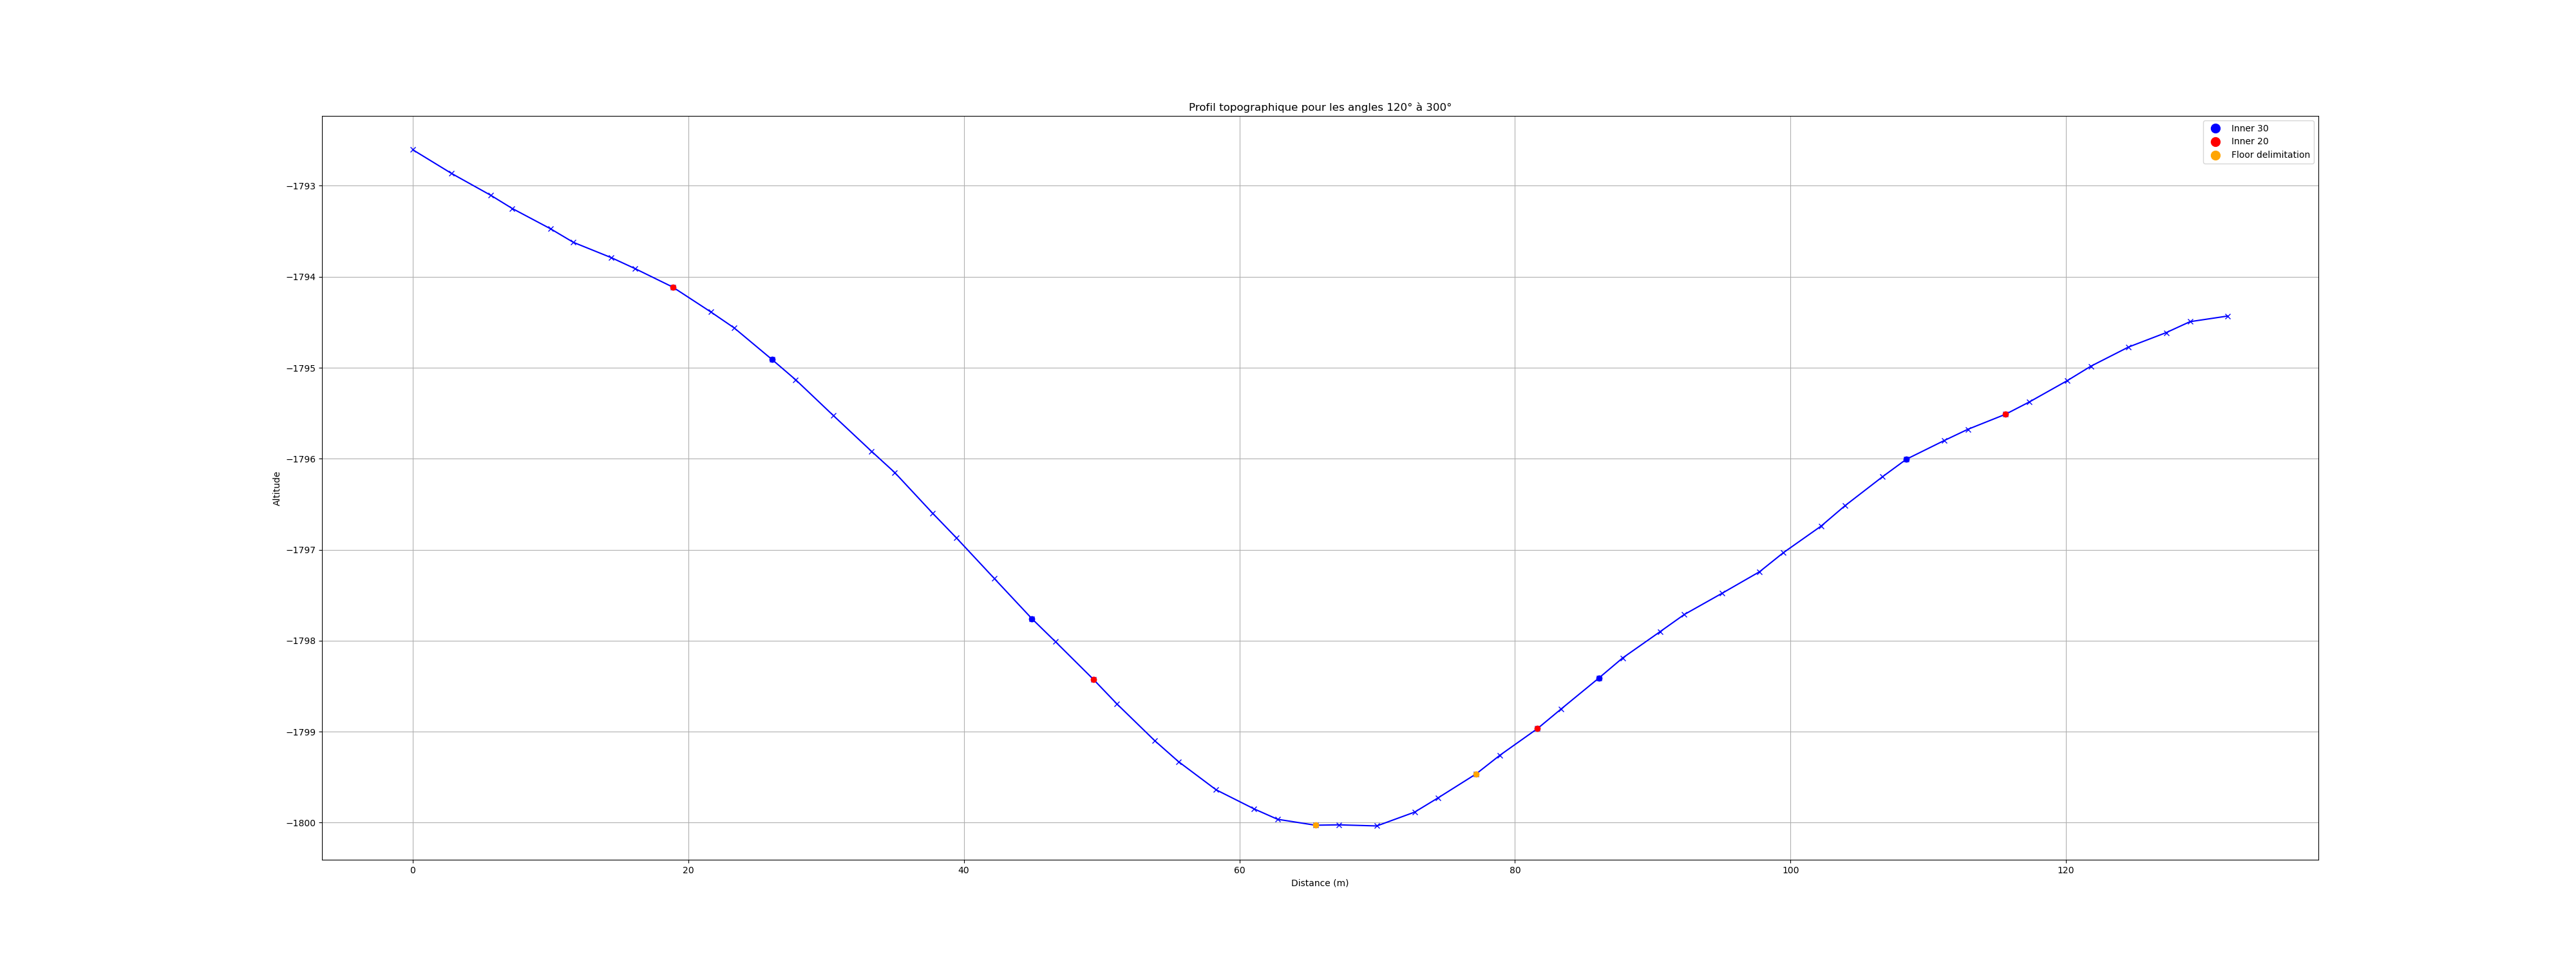 Profil topographique pour les angles 120° à 300°
Inner 30
Inner 20
Floor delimitation
−1793
−1794
−1795
−1796
−1797
−1798
−1799
−1800
Altitude
0 20 40 60 80 100 120
Distance (m)